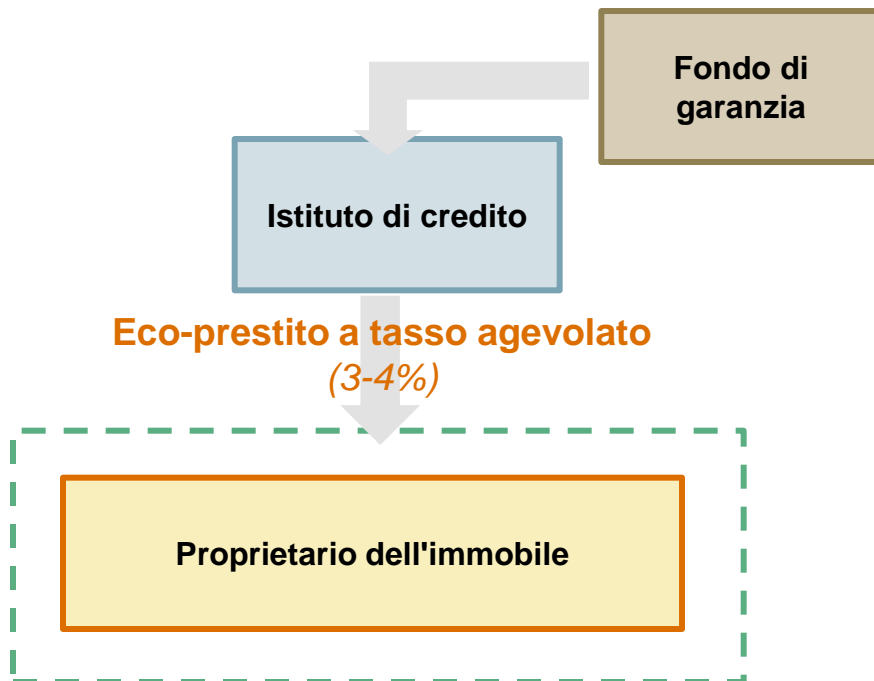 Fondo di
garanzia
Istituto di credito
Eco-prestito a tasso agevolato
(3-4%)
Proprietario dell'immobile